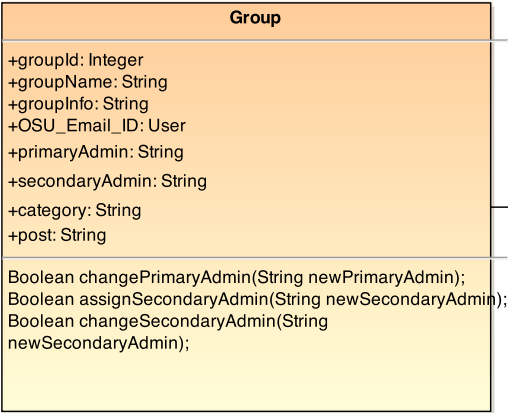 Group
+groupId: Integer
+groupName: String
+groupInfo: String
+OSU_Email_ID: User
+primaryAdmin: String
+secondaryAdmin: String
+category: String
+post: String
Boolean changePrimaryAdmin(String newPrimaryAdmin);
Boolean assignSecondaryAdmin(String newSecondaryAdmin);
Boolean changeSecondaryAdmin(String
newSecondaryAdmin);